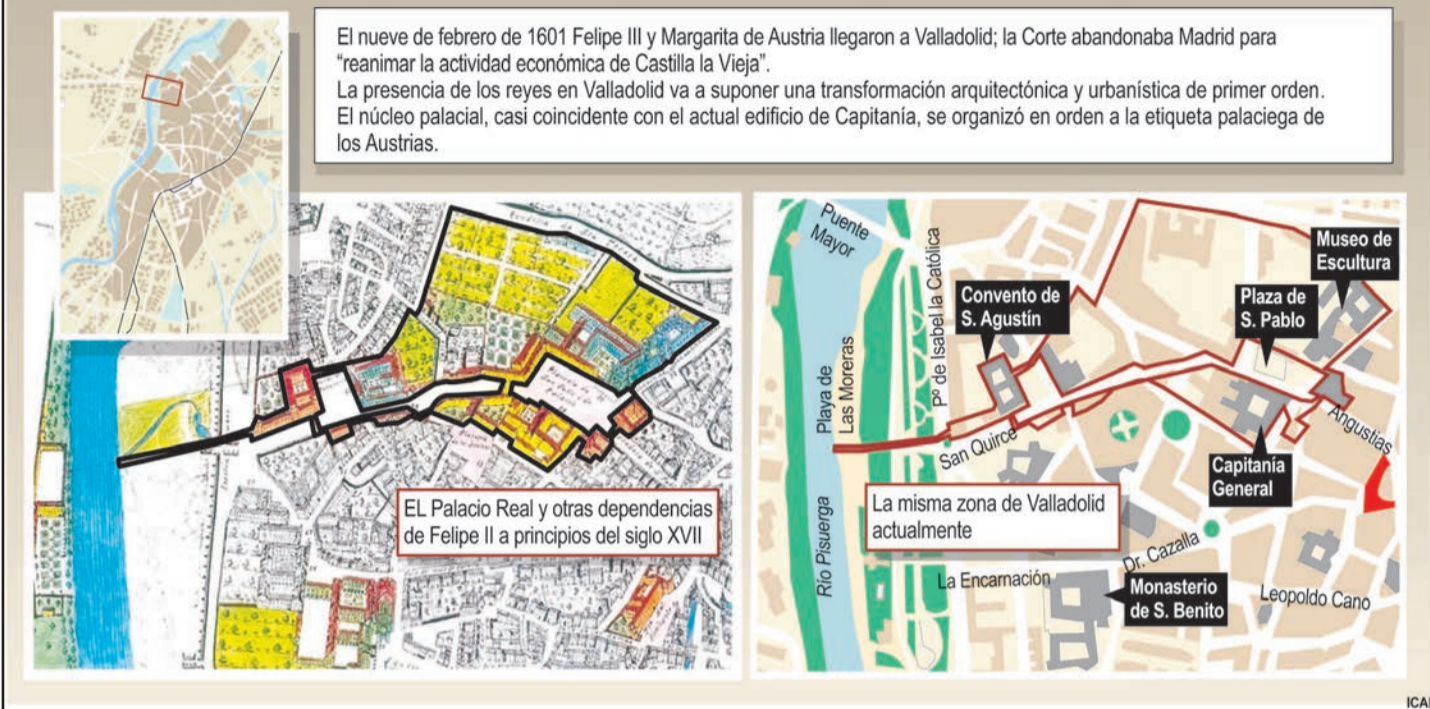 El nueve de febrero de 1601 Felipe III y Margarita de Austria llegaron a Valladolid; la Corte abandonaba Madrid para
“reanimar la actividad económica de Castilla la Vieja”.
La presencia de los reyes en Valladolid va a suponer una transformación arquitectónica y urbanística de primer orden.
El núcleo palacial, casi coincidente con el actual edificio de Capitanía, se organizó en orden a la etiqueta palaciega de
los Austrias.
EL Palacio Real y otras dependencias
de Felipe II a principios del siglo XVII
Puente
Mayor
Pº de Isabel la Católica
Convento de
S. Agustín
Plaza de
S. Pablo
Museo de
Escultura
Playa de
Las Moreras
San Quirce
Angustias
Capitanía
General
La misma zona de Valladolid
actualmente
Río Pisuerga
La Encarnación
Dr. Cazalla
Monasterio
de S. Benito
Leopoldo Cano